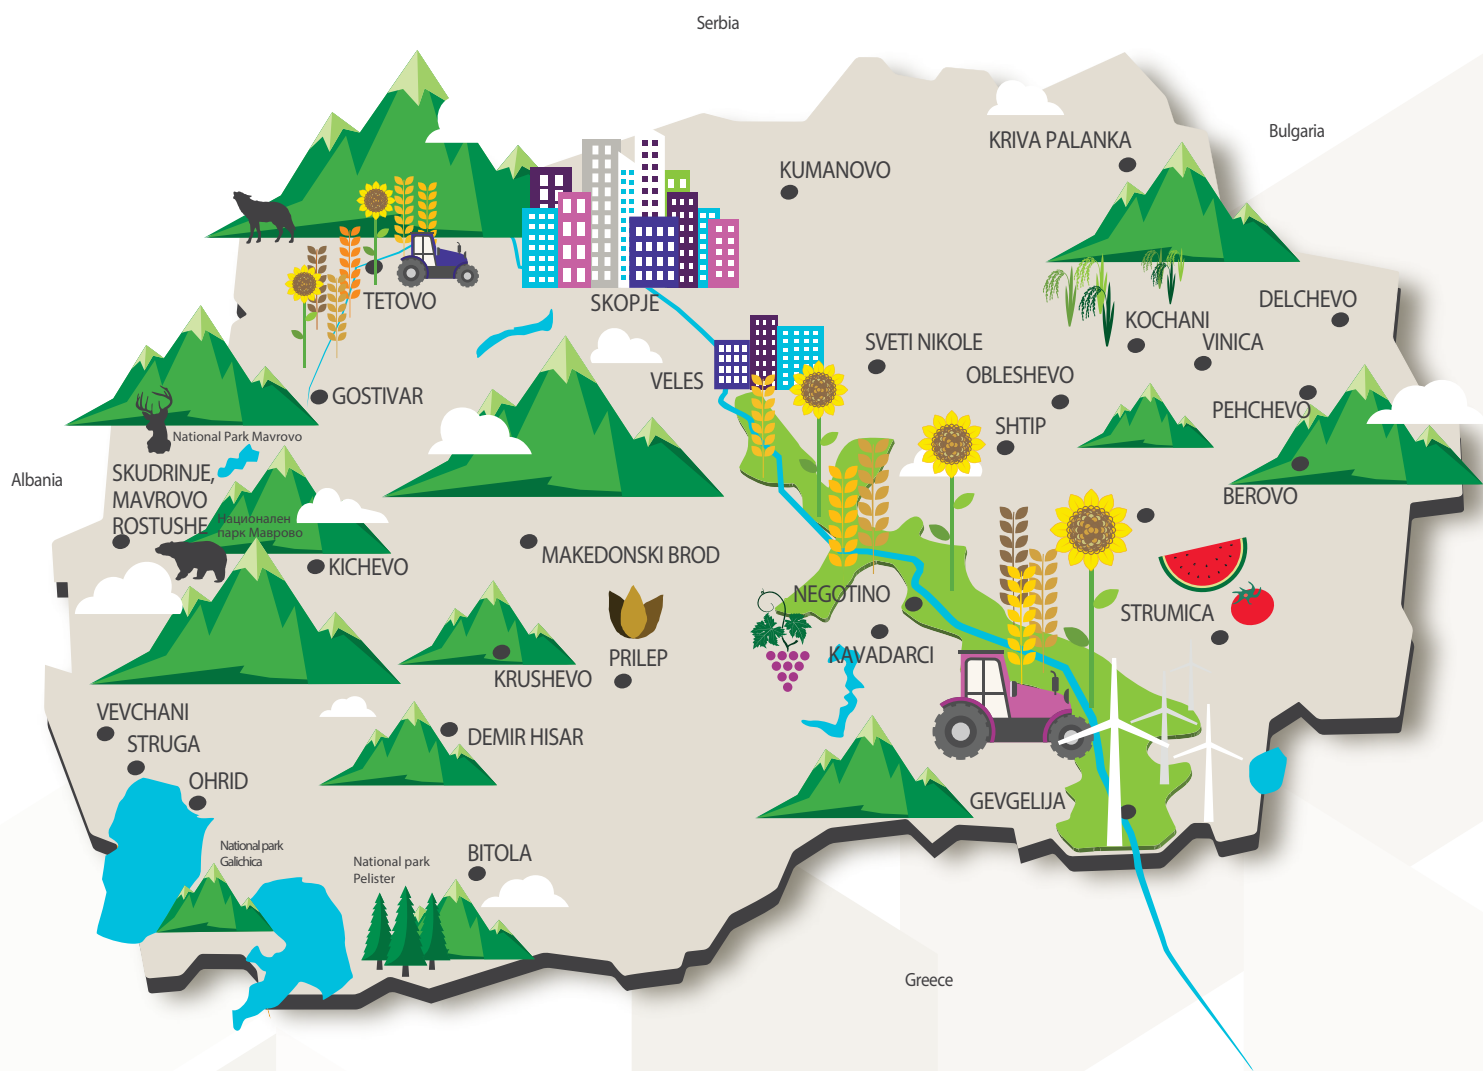 Serbia
Bulgaria
KRIVA PALANKA
KUMANOVO
TETOVO
SKOPJE
DELCHEVO
KOCHANI
VINICA
SVETI NIKOLE
OBLESHEVO
VELES
GOSTIVAR
PEHCHEVO
SHTIP
National Park Mavrovo
Albania
SKUDRINJE,
MAVROVO
ROSTUSHE
Национален
парк Маврово
BEROVO
MAKEDONSKI BROD
KICHEVO
NEGOTINO
STRUMICA
KAVADARCI
PRILEP
KRUSHEVO
VEVCHANI
STRUGA
DEMIR HISAR
OHRID
GEVGELIJA
National park
Galichica
BITOLA
National park
Pelister
Greece